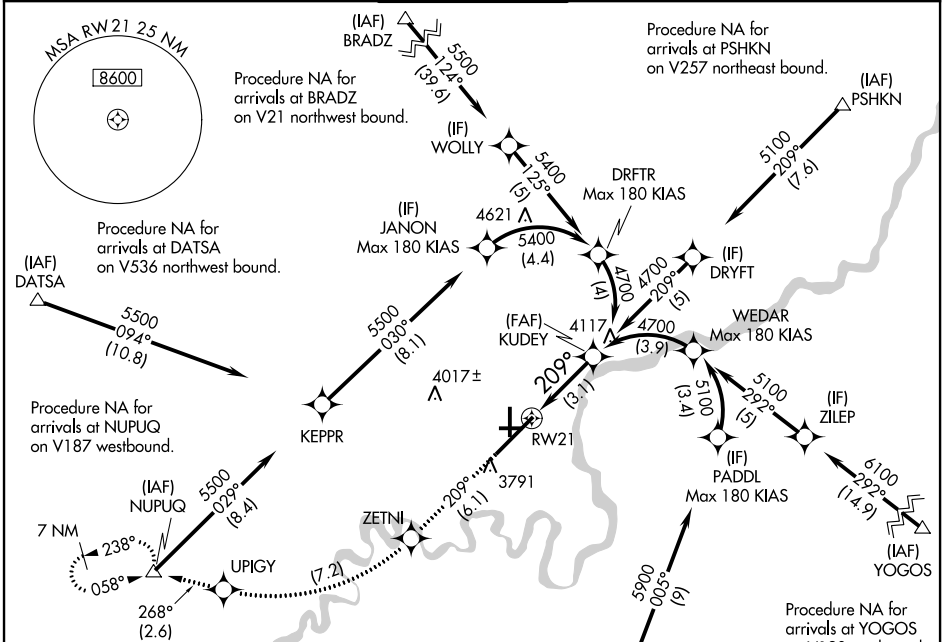 MSA RW21 25 NM
8600
(IAF)
BRADZ
5500
124°
(39.6)
Procedure NA for
arrivals at BRADZ
on V21 northwest bound.
Procedure NA for
arrivals at PSHKN
on V257 northeast bound.
(IAF)
PSHKN
5100
209°
(7.6)
(IF)
WOLLY
5400
125°
(5)
DRFTR
Max 180 KIAS
(IF)
JANON
Max 180 KIAS
4621
5400
(4.4)
4700
(4)
4700
209°
(5)
(IF)
DRYFT
Procedure NA for
arrivals at DATSA
on V536 northwest bound.
(IAF)
DATSA
5500
094°
(10.8)
5500
030°
(8.1)
KEPPR
(FAF)
KUDEY
4117
4700
(3.9)
WEDAR
Max 180 KIAS
209°
(3.1)
4017±
RW21
5100
(3.4)
5100
292°
(5)
(IF)
ZILEP
(IF)
PADDL
Max 180 KIAS
6100
292°
(14.9)
(IAF)
YOGOS
Procedure NA for
arrivals at NUPUQ
on V187 westbound.
(IAF)
NUPUQ
5500
029°
(8.4)
7 NM
238°
058°
268°
(2.6)
UPIGY
(7.2)
ZETNI
209°
(6.1)
3791
5900
005°
(9)
Procedure NA for
arrivals at YOGOS